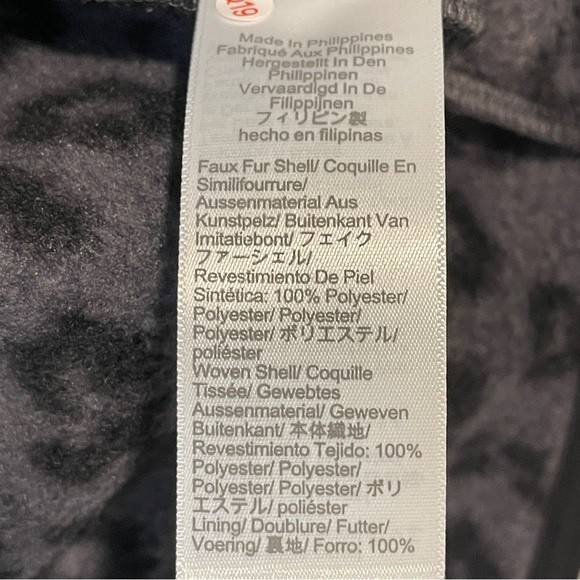 Q19
Made In Philippines
Fabriqué Aux Philippines
Hergestellt In Den
Philippinen
Vervaardigd In De
Filippijnen
フィリピン製
hecho en filipinas
Faux Fur Shell/ Coquille En
Similifourrure/
Aussenmaterial Aus
Kunstpelz/ Buitenkant Van
Imitatiebont/ フェイク
ファーシェル/
Revestimiento De Piel
Sintética: 100% Polyester/
Polyester/ Polyester/
Polyester/ ポリエステル/
poliéster
Woven Shell/ Coquille
Tissée/ Gewebtes
Aussenmaterial/ Geweven
Buitenkant/ 本体織地/
Revestimiento Tejido: 100%
Polyester/ Polyester/
Polyester/ Polyester/ ポリ
エステル/ poliéster
Lining/ Doublure/ Futter/
Voering/ 裏地/ Forro: 100%